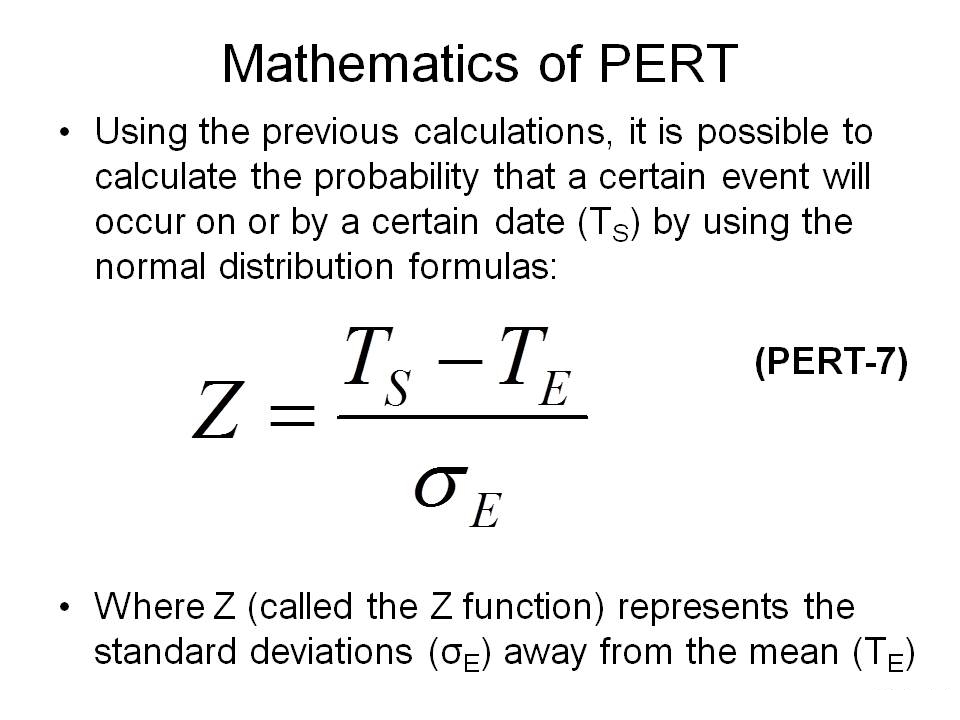 Mathematics of PERT
• Using the previous calculations, it is possible to
calculate the probability that a certain event will
occur on or by a certain date (T_S) by using the
normal distribution formulas:
Z = \frac{T_S - T_E}{\sigma_E}
(PERT-7)
• Where Z (called the Z function) represents the
standard deviations (σ_E) away from the mean (T_E)